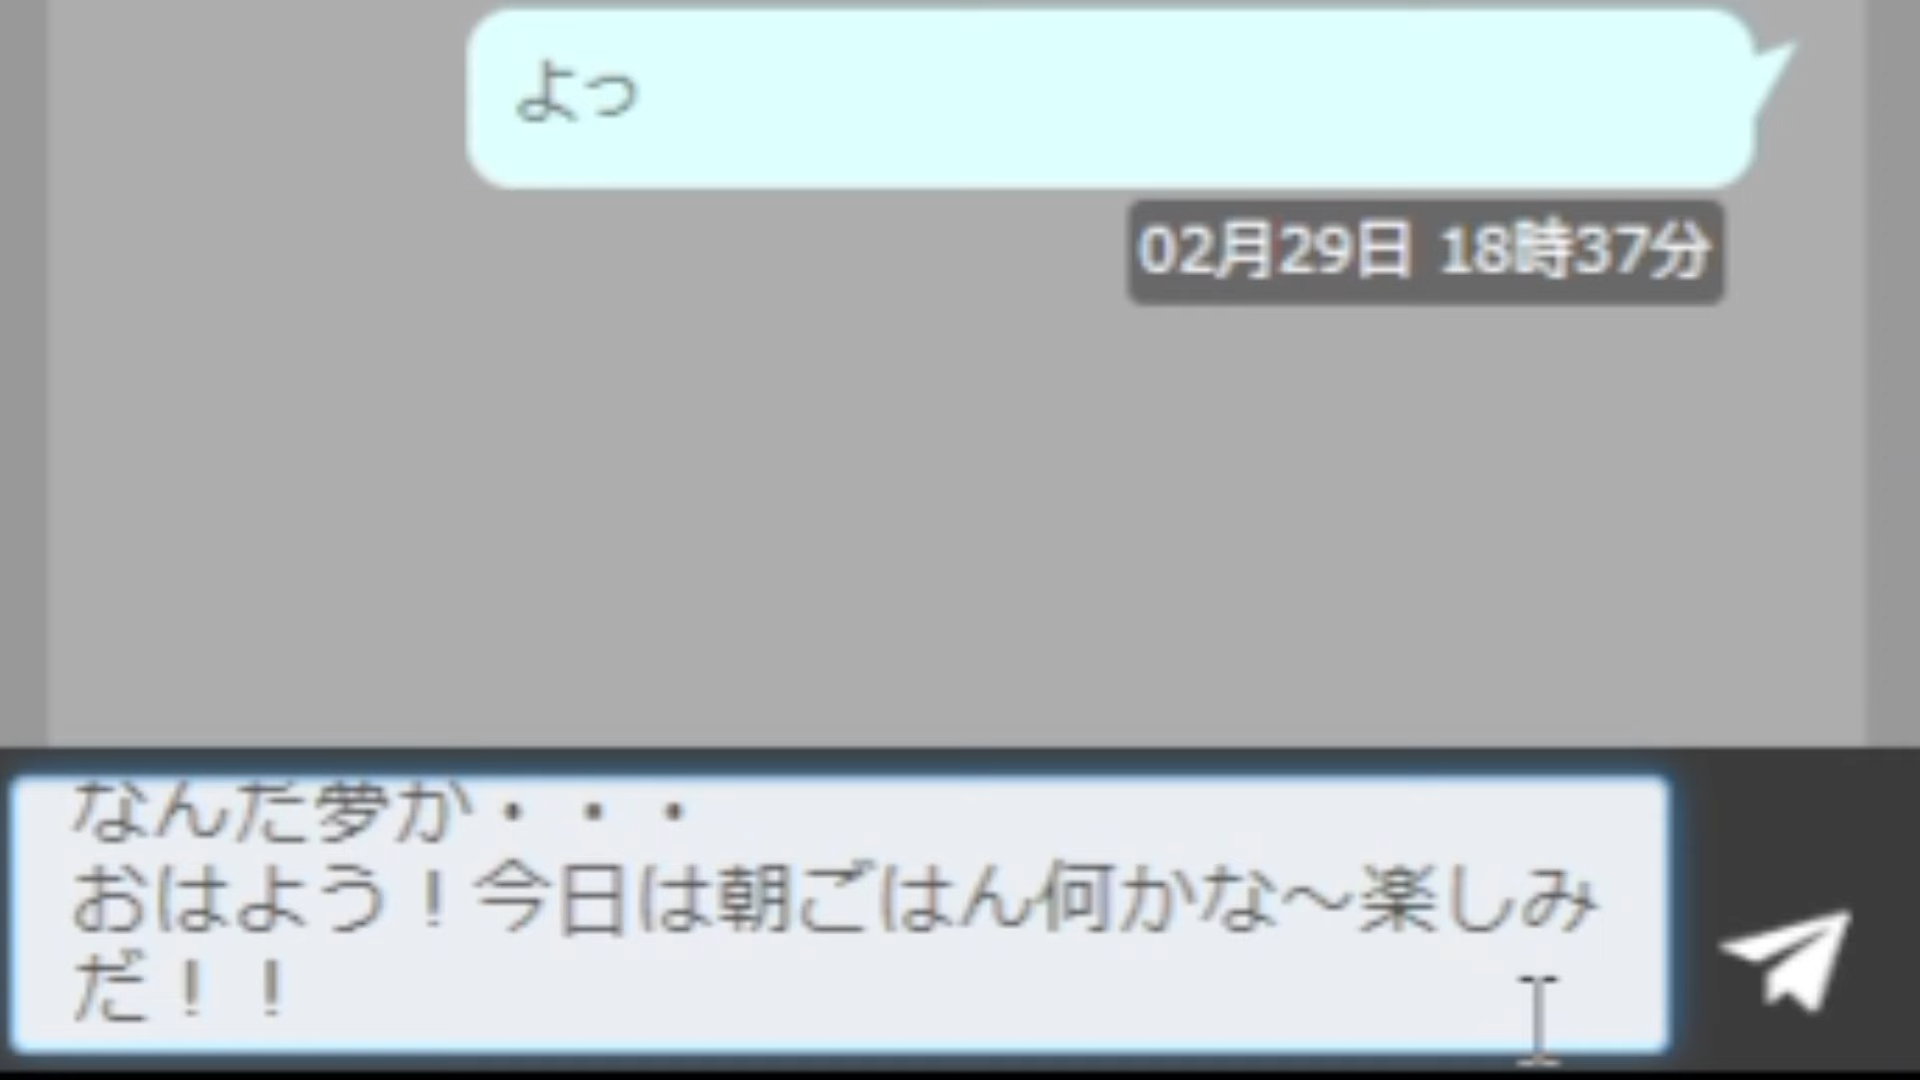 よっ
02月29日 18時37分
なんだ夢か・・・
おはよう！今日は朝ごはん何かな～楽しみ
だ！！